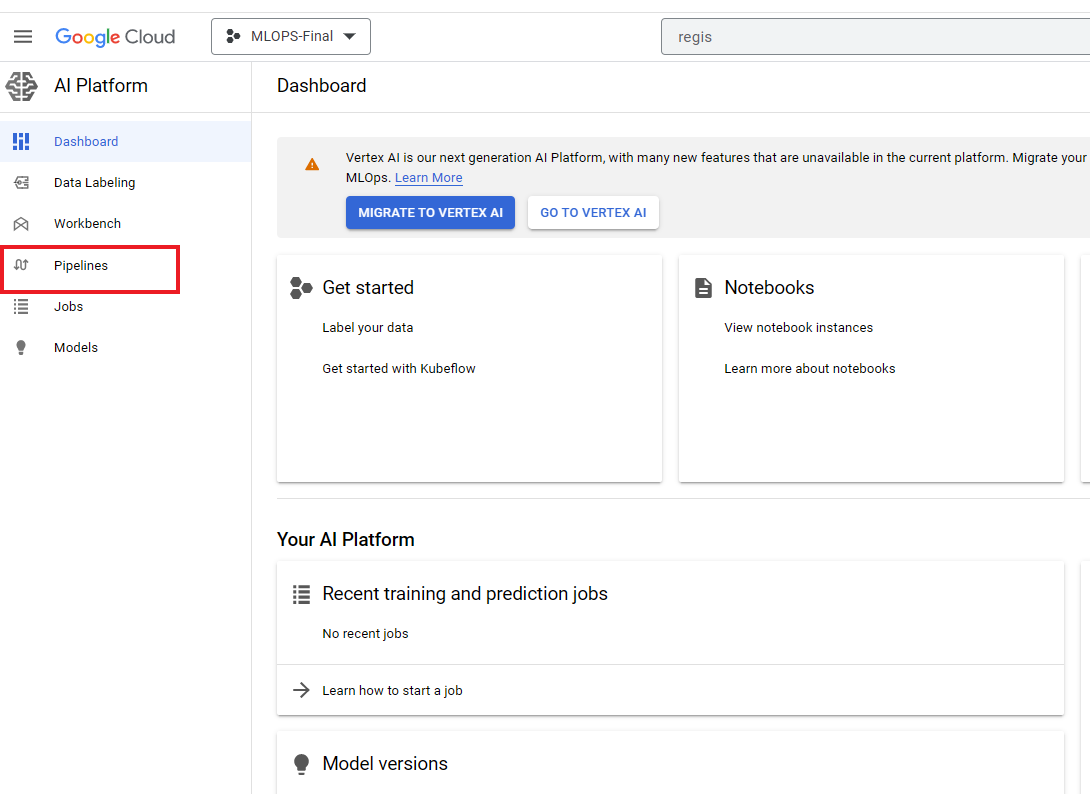 Google Cloud
MLOPS-Final
regis
AI Platform
Dashboard
Dashboard
Data Labeling
Workbench
Pipelines
Jobs
Models
Vertex AI is our next generation AI Platform, with many new features that are unavailable in the current platform. Migrate your
MLOps. Learn More
MIGRATE TO VERTEX AI
GO TO VERTEX AI
Get started
Label your data
Get started with Kubeflow
Notebooks
View notebook instances
Learn more about notebooks
Your AI Platform
Recent training and prediction jobs
No recent jobs
Learn how to start a job
Model versions